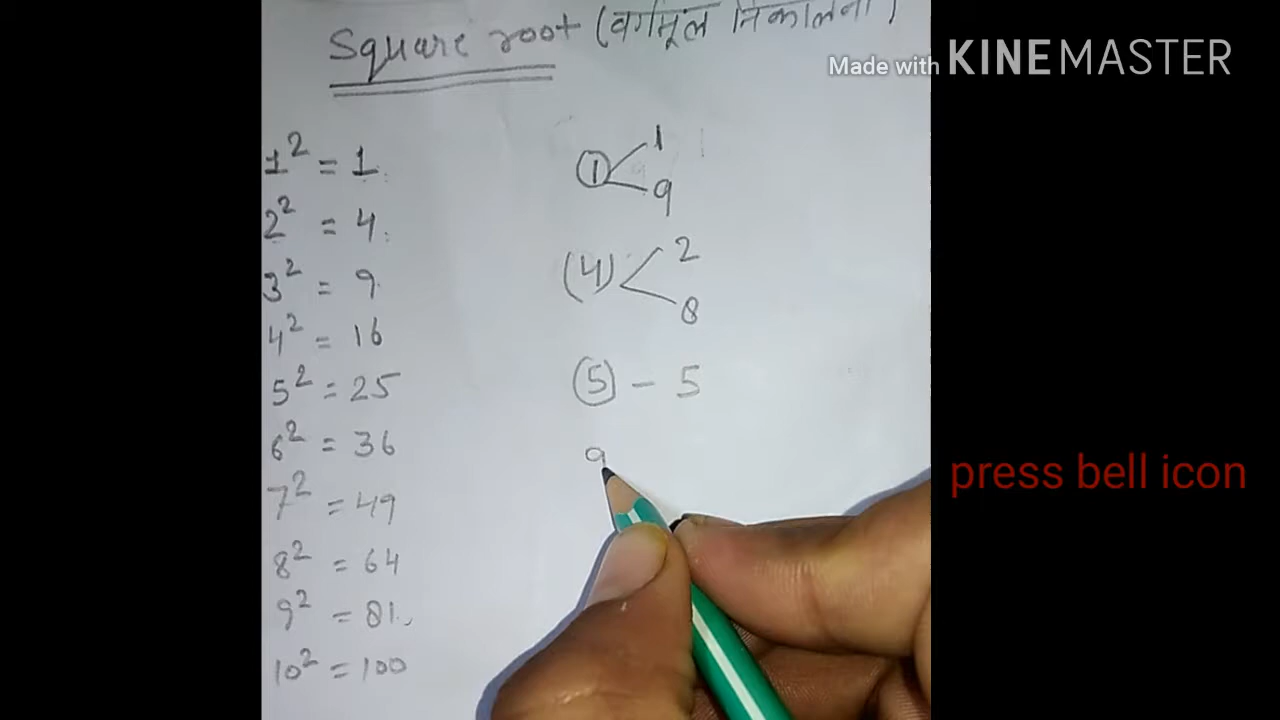 Square root (वर्गमूल निकालना)
Made with KINEMASTER
1² = 1
2² = 4
3² = 9
4² = 16
5² = 25
6² = 36
7² = 49
8² = 64
9² = 81
10² = 100
1 < 1
9
(4) < 2
8
(5) - 5
9
press bell icon